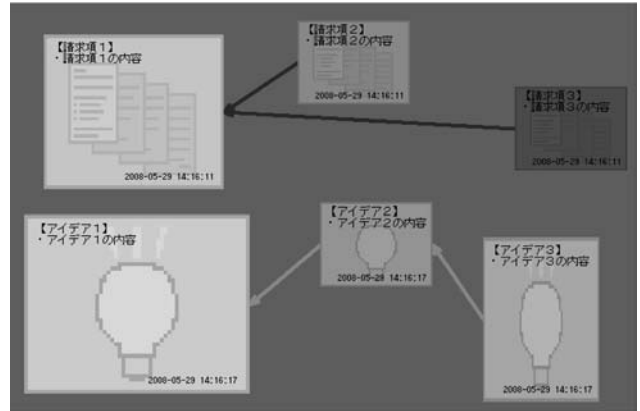 【請求項1】
・請求項1の内容
2008-05-29 14:16:11
【請求項2】
・請求項2の内容
2008-05-29 14:16:11
【請求項3】
・請求項3の内容
2008-05-29 14:16:11
【アイデア1】
・アイデア1の内容
2008-05-29 14:16:17
【アイデア2】
・アイデア2の内容
2008-05-29 14:16:17
【アイデア3】
・アイデア3の内容
2008-05-29 14:16:17